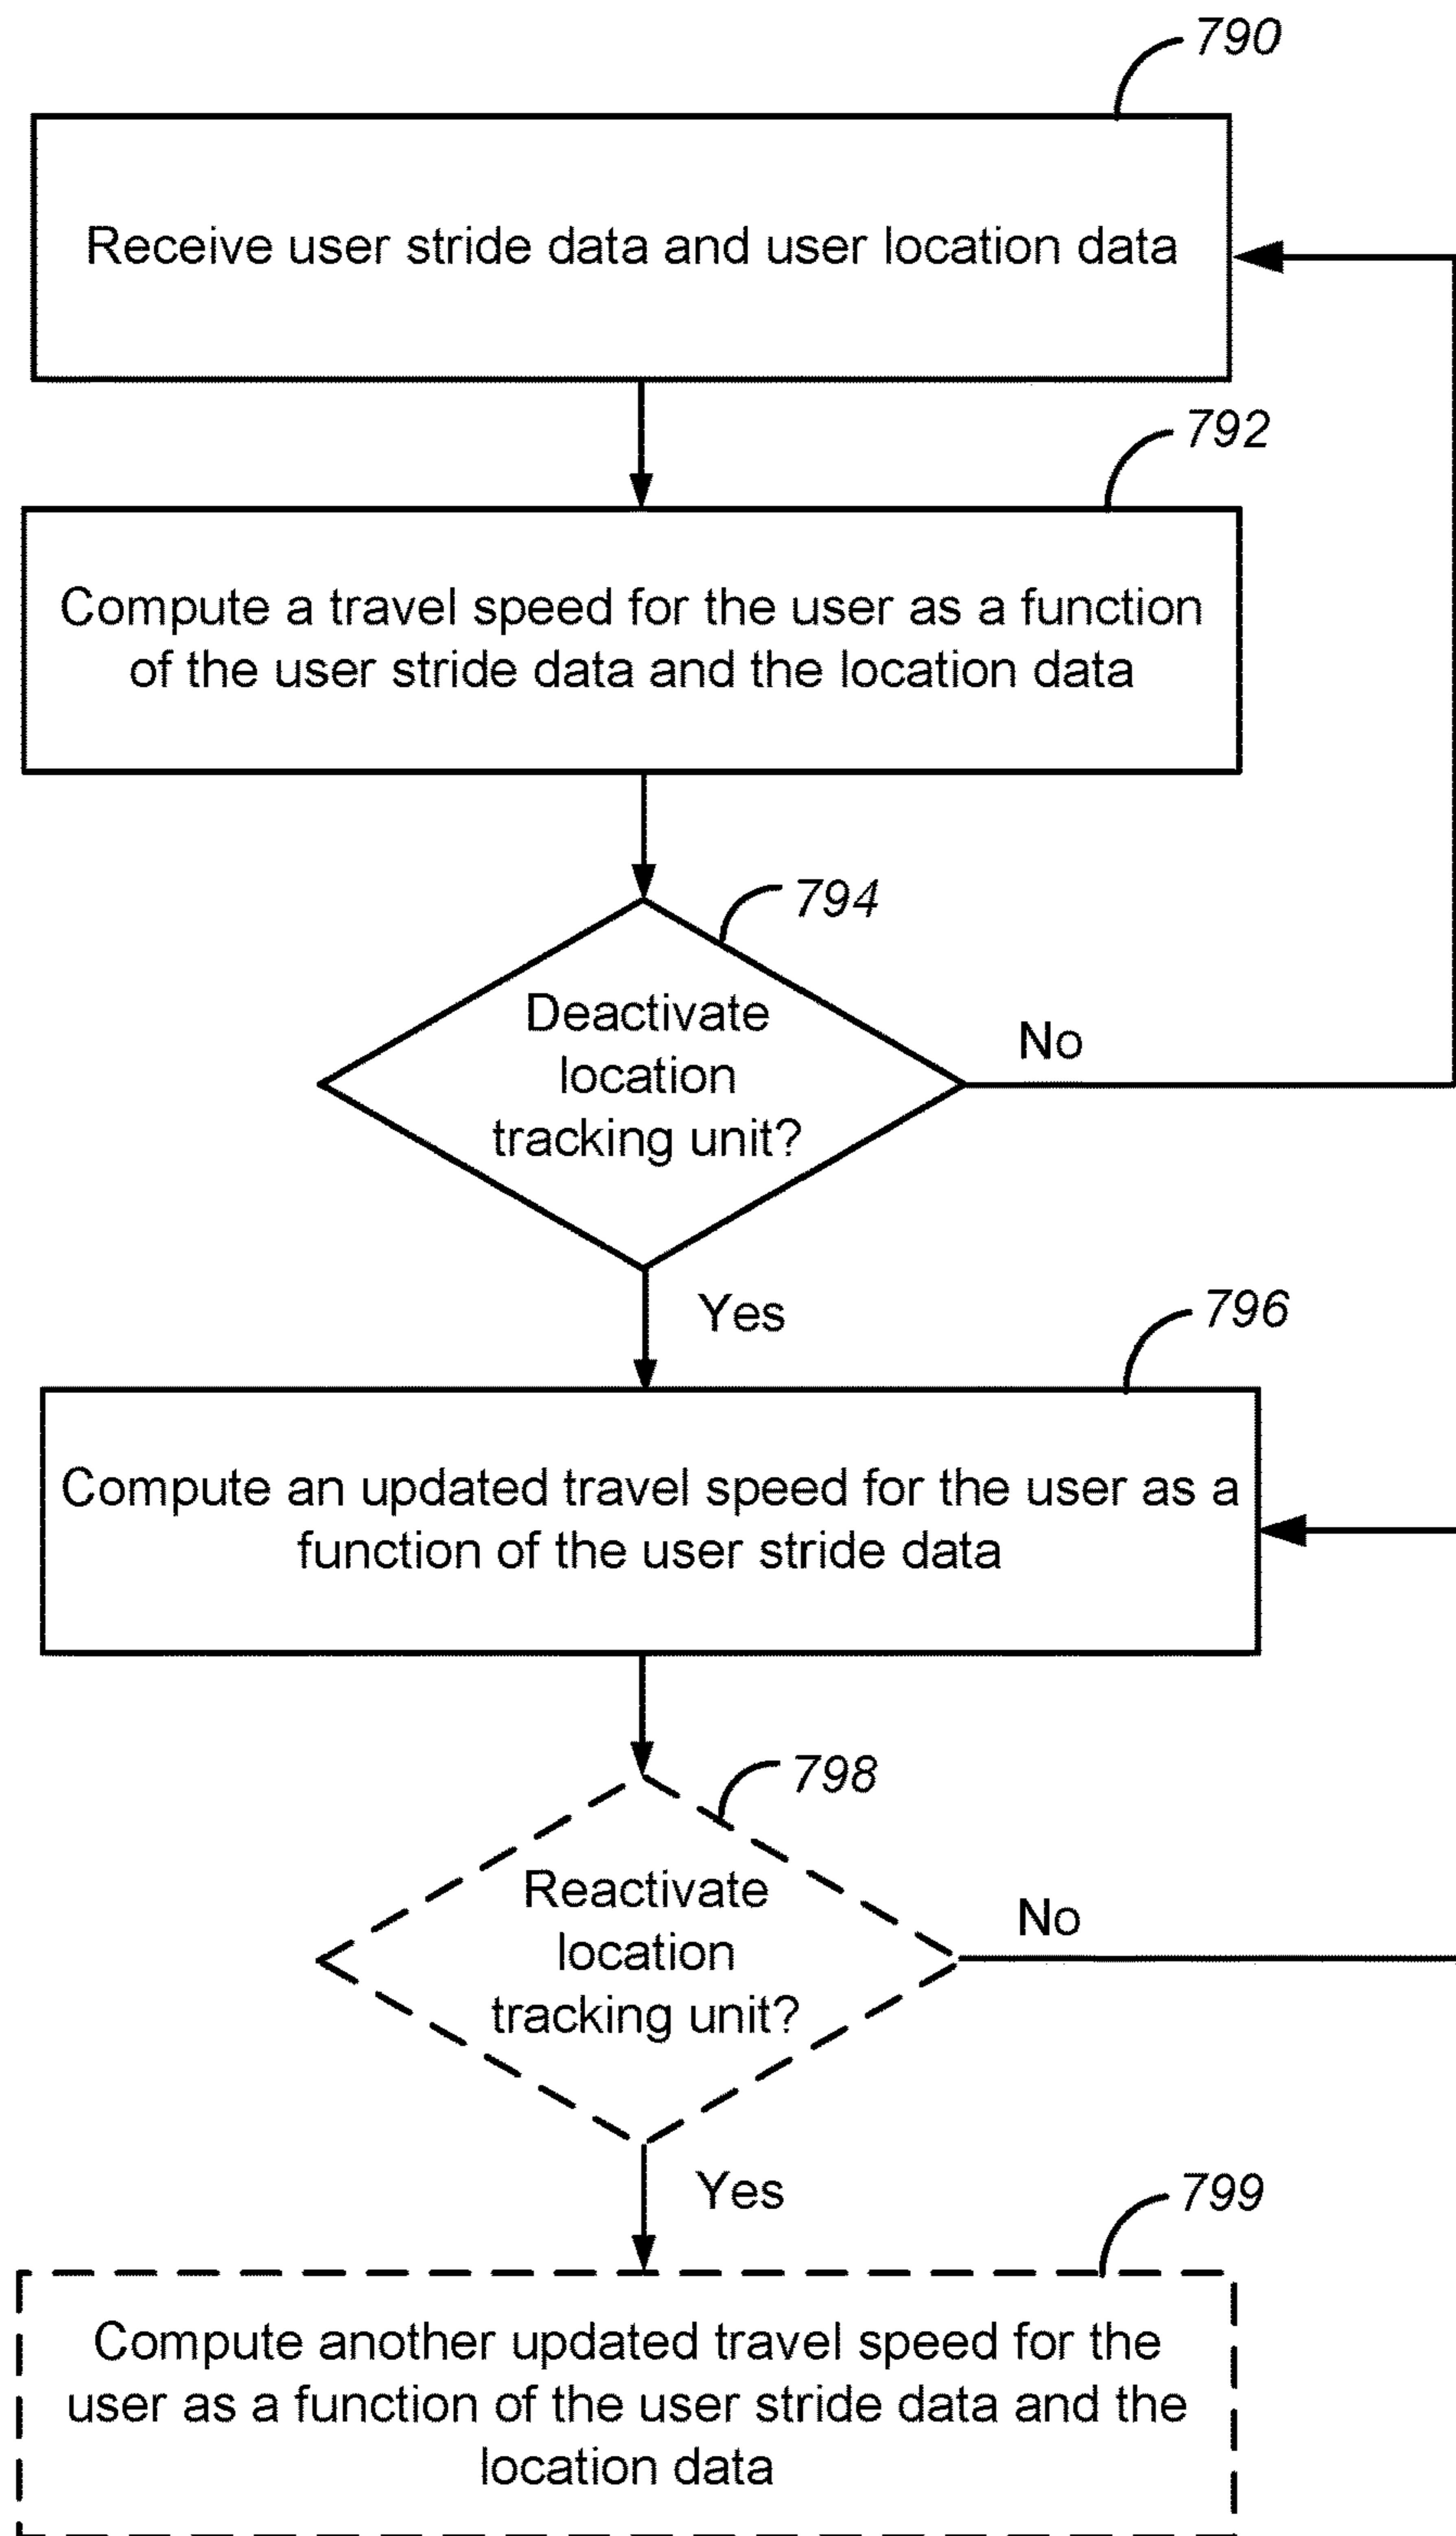 790
Receive user stride data and user location data
792
Compute a travel speed for the user as a function
of the user stride data and the location data
794
Deactivate
location
tracking unit?
No
Yes
796
Compute an updated travel speed for the user as a
function of the user stride data
798
Reactivate
location
tracking unit?
No
Yes
799
Compute another updated travel speed for the
user as a function of the user stride data and the
location data